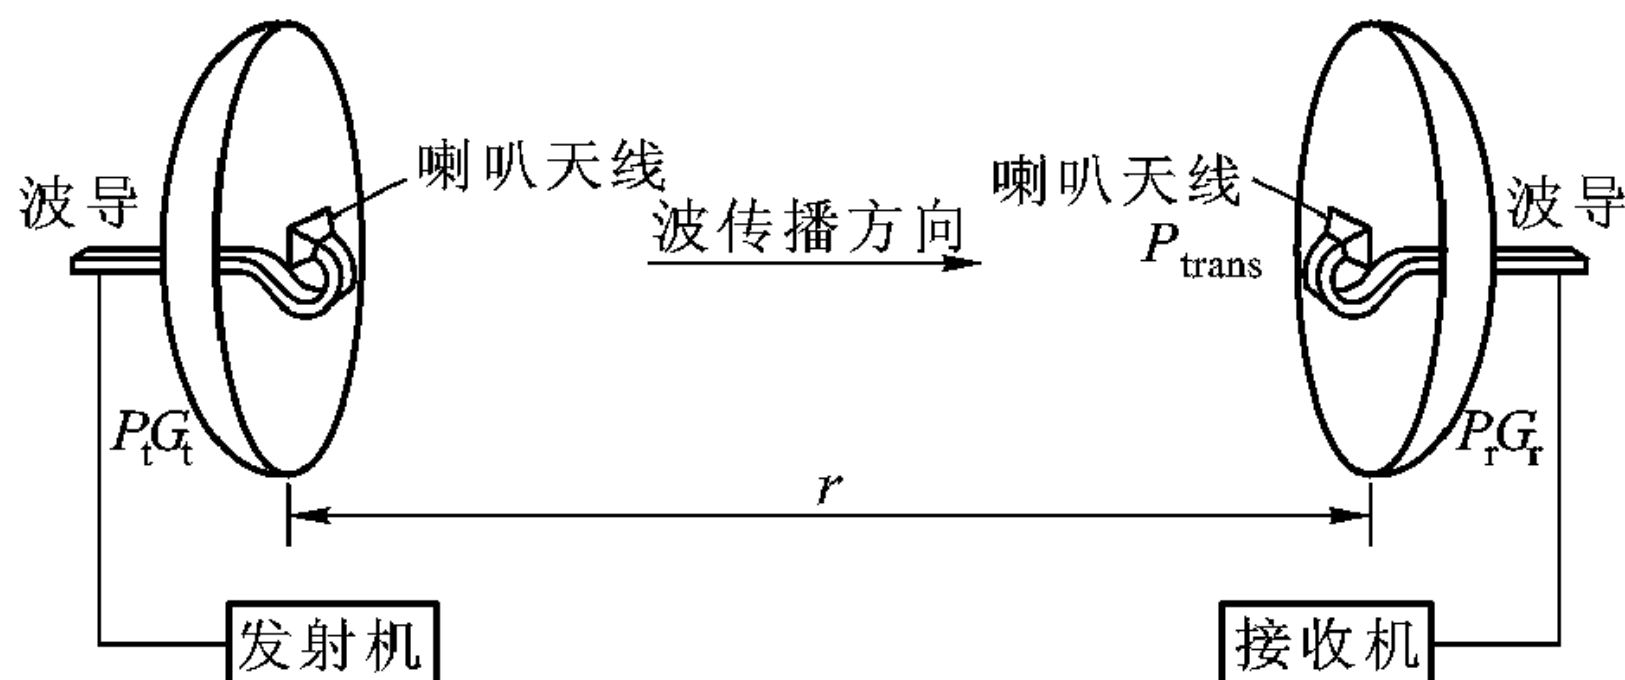 喇叭天线
喇叭天线
波导
波导
波传播方向
P_trans
P_tG_t
P_rG_r
r
发射机
接收机